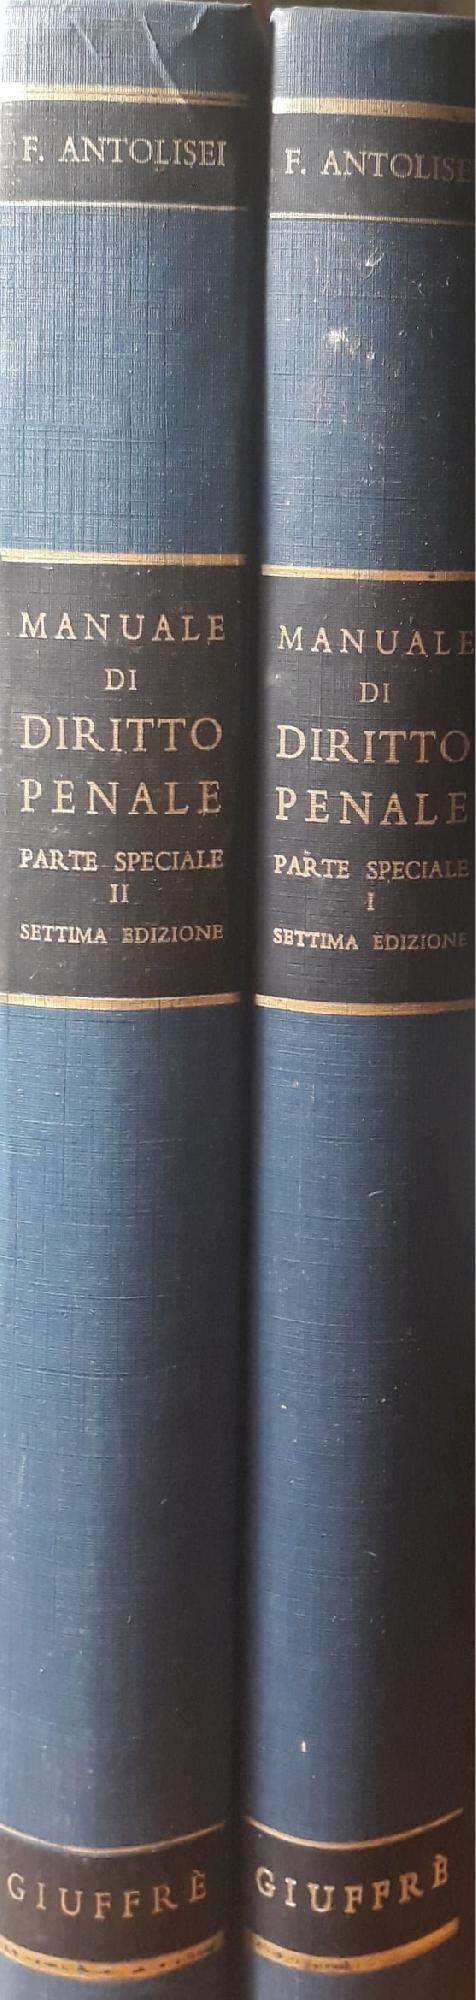 F. ANTOLISEI
MANUALE
DI
DIRITTO
PENALE
PARTE SPECIALE
II
SETTIMA EDIZIONE
GIUFFRÈ
F. ANTOLISE
MANUALE
DI
DIRITTO
PENALE
PARTE SPECIALE
I
SETTIMA EDIZIONE
GIUFFRÈ